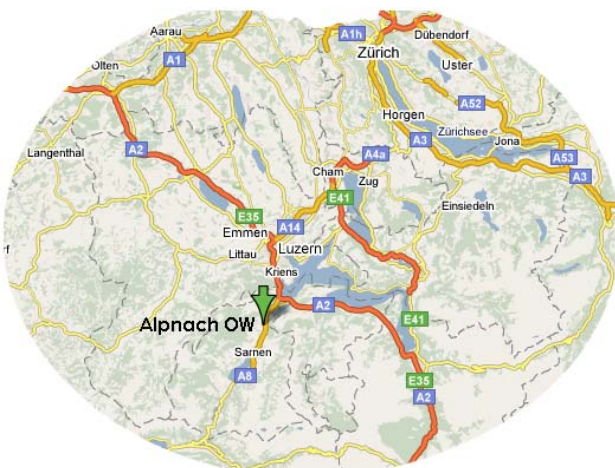 Aarau
A1h
Dübendorf
Zürich
Olten
A1
Uster
A52
Horgen
Zürichsee
Langenthal
A2
A3
Jona
A4a
A53
Cham
Zug
A3
E41
Einsiedeln
E35
A14
Emmen
Luzern
Littau
Kriens
A2
E41
Alpnach OW
Sarnen
A8
E35
A2